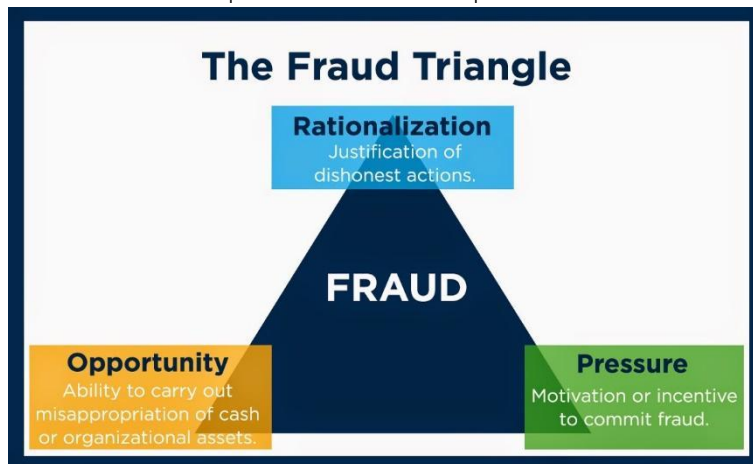 The Fraud Triangle
Rationalization
Justification of
dishonest actions.
FRAUD
Opportunity
Ability to carry out
misappropriation of cash
or organizational assets.
Pressure
Motivation or incentive
to commit fraud.